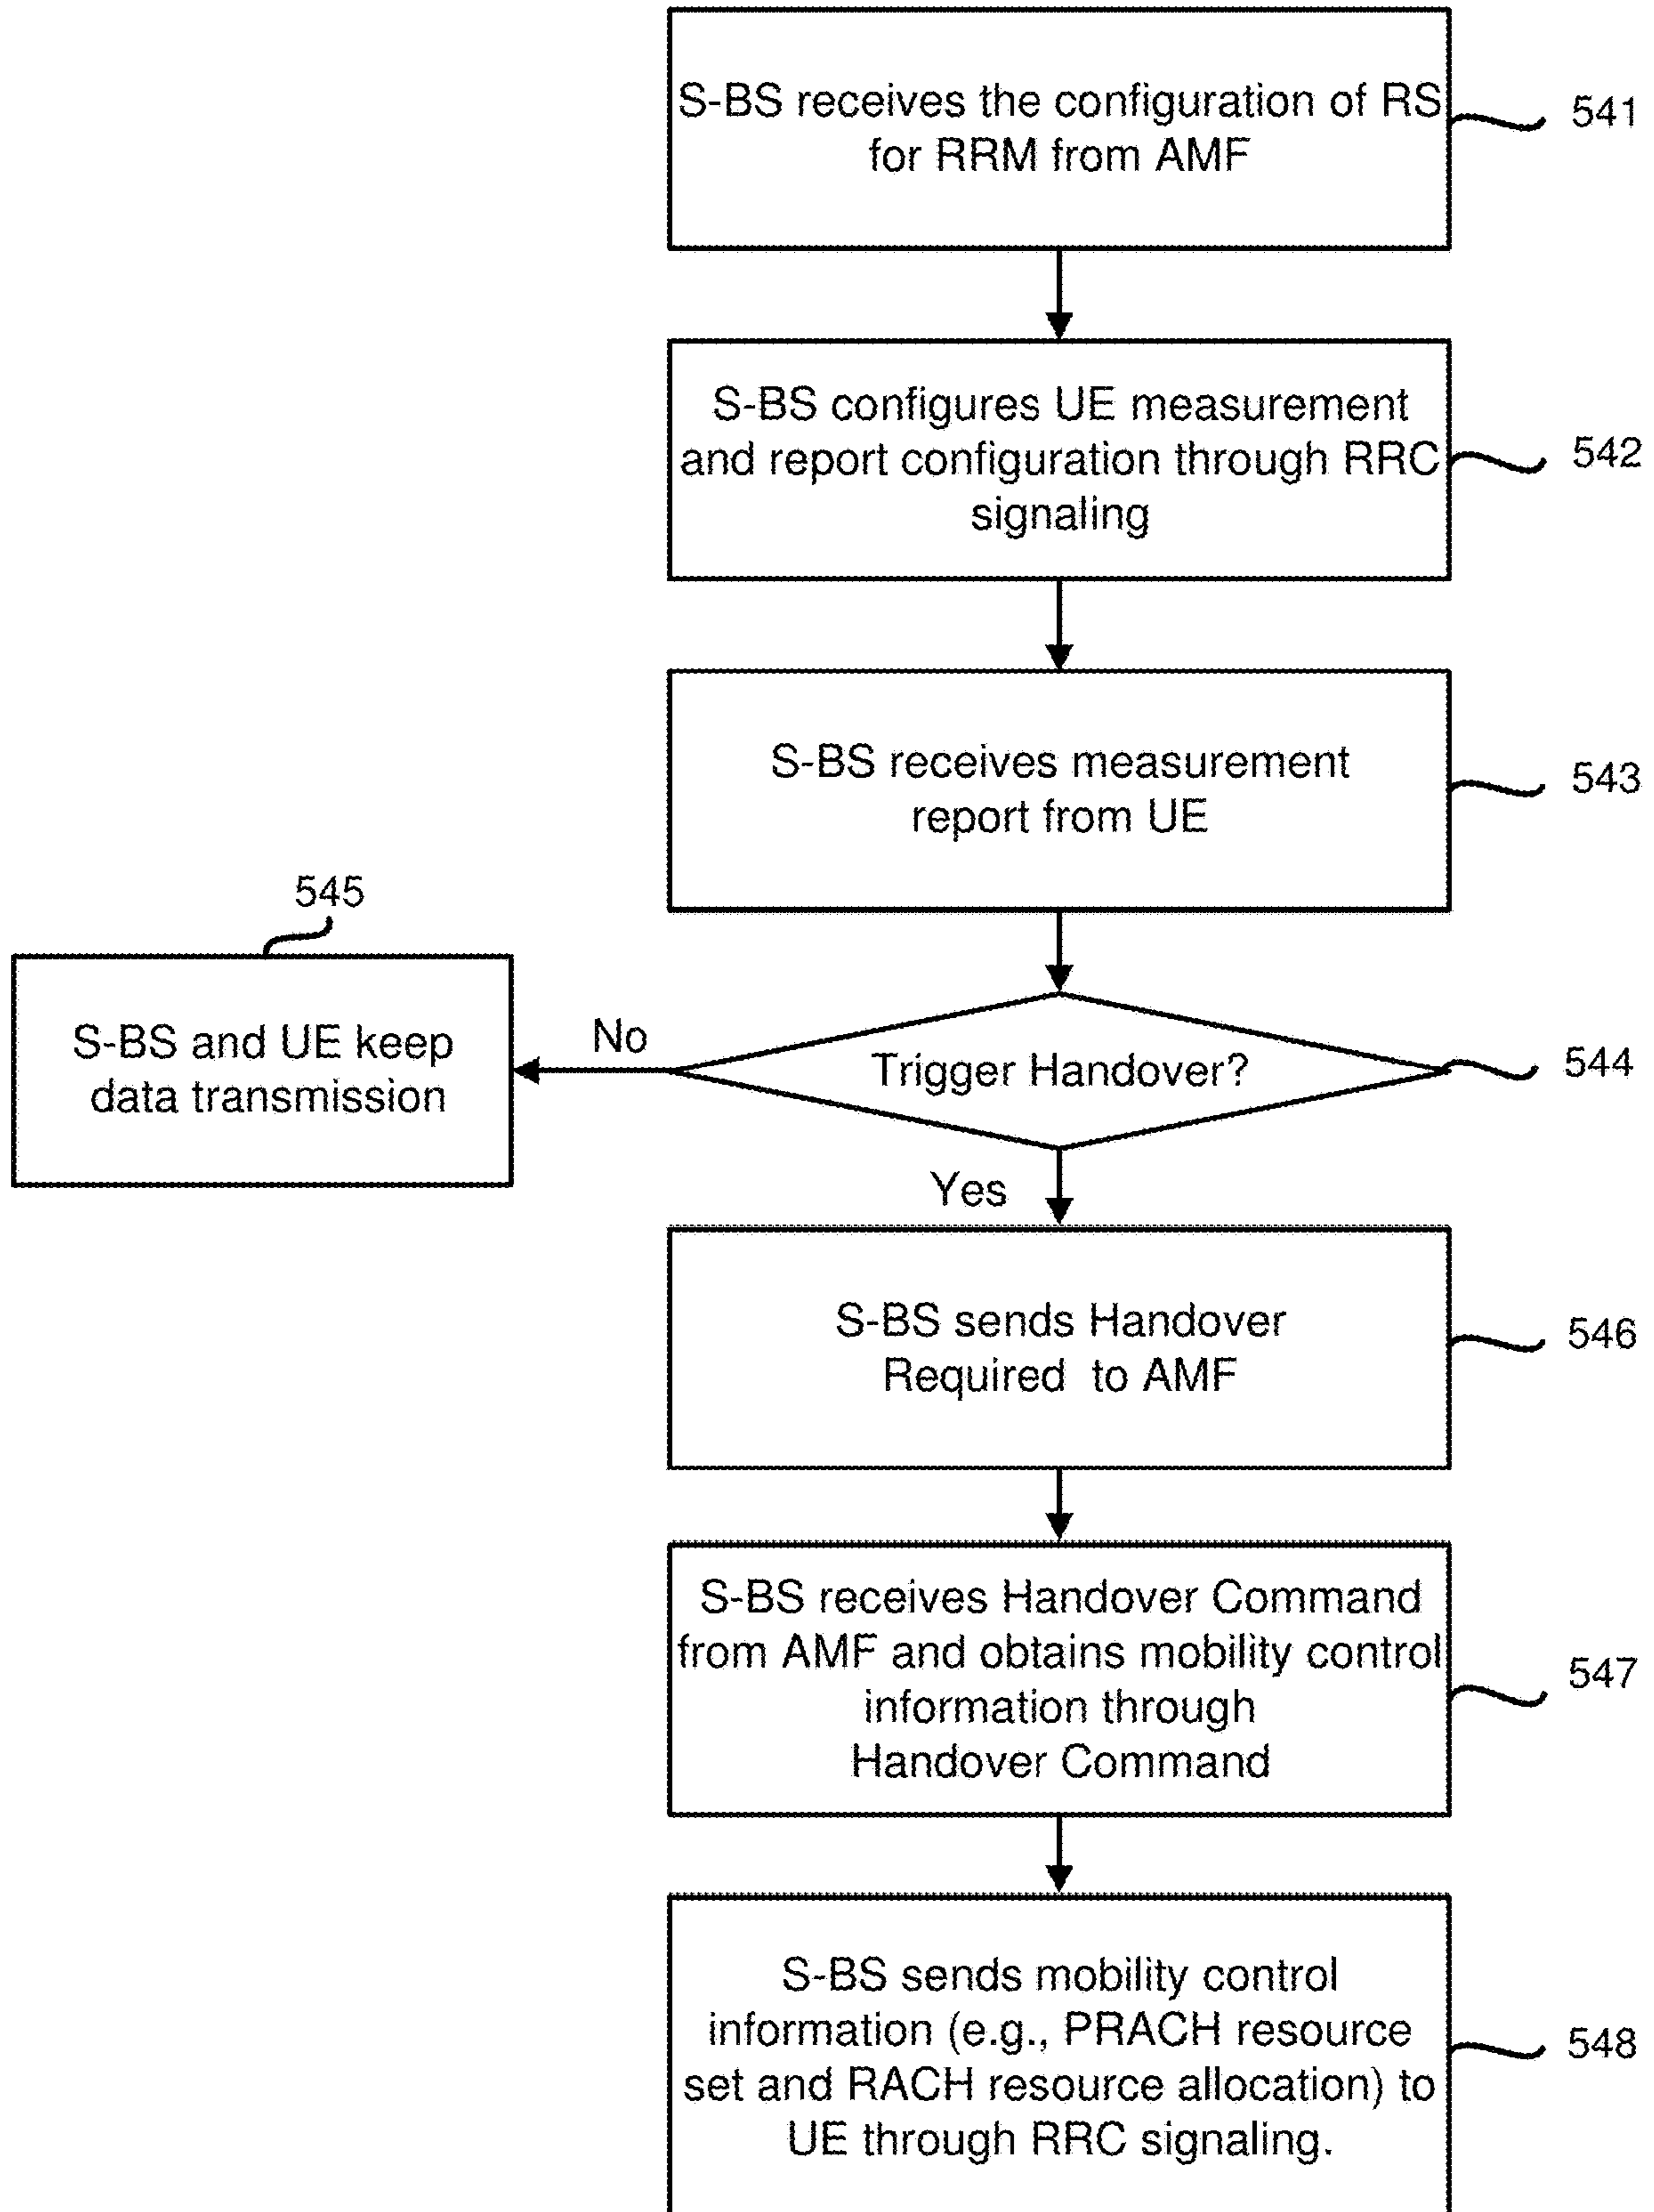 S-BS receives the configuration of RS
for RRM from AMF
541
S-BS configures UE measurement
and report configuration through RRC
signaling
542
S-BS receives measurement
report from UE
543
545
S-BS and UE keep
data transmission
No
Trigger Handover?
544
Yes
S-BS sends Handover
Required to AMF
546
S-BS receives Handover Command
from AMF and obtains mobility control
information through
Handover Command
547
S-BS sends mobility control
information (e.g., PRACH resource
set and RACH resource allocation) to
UE through RRC signaling.
548